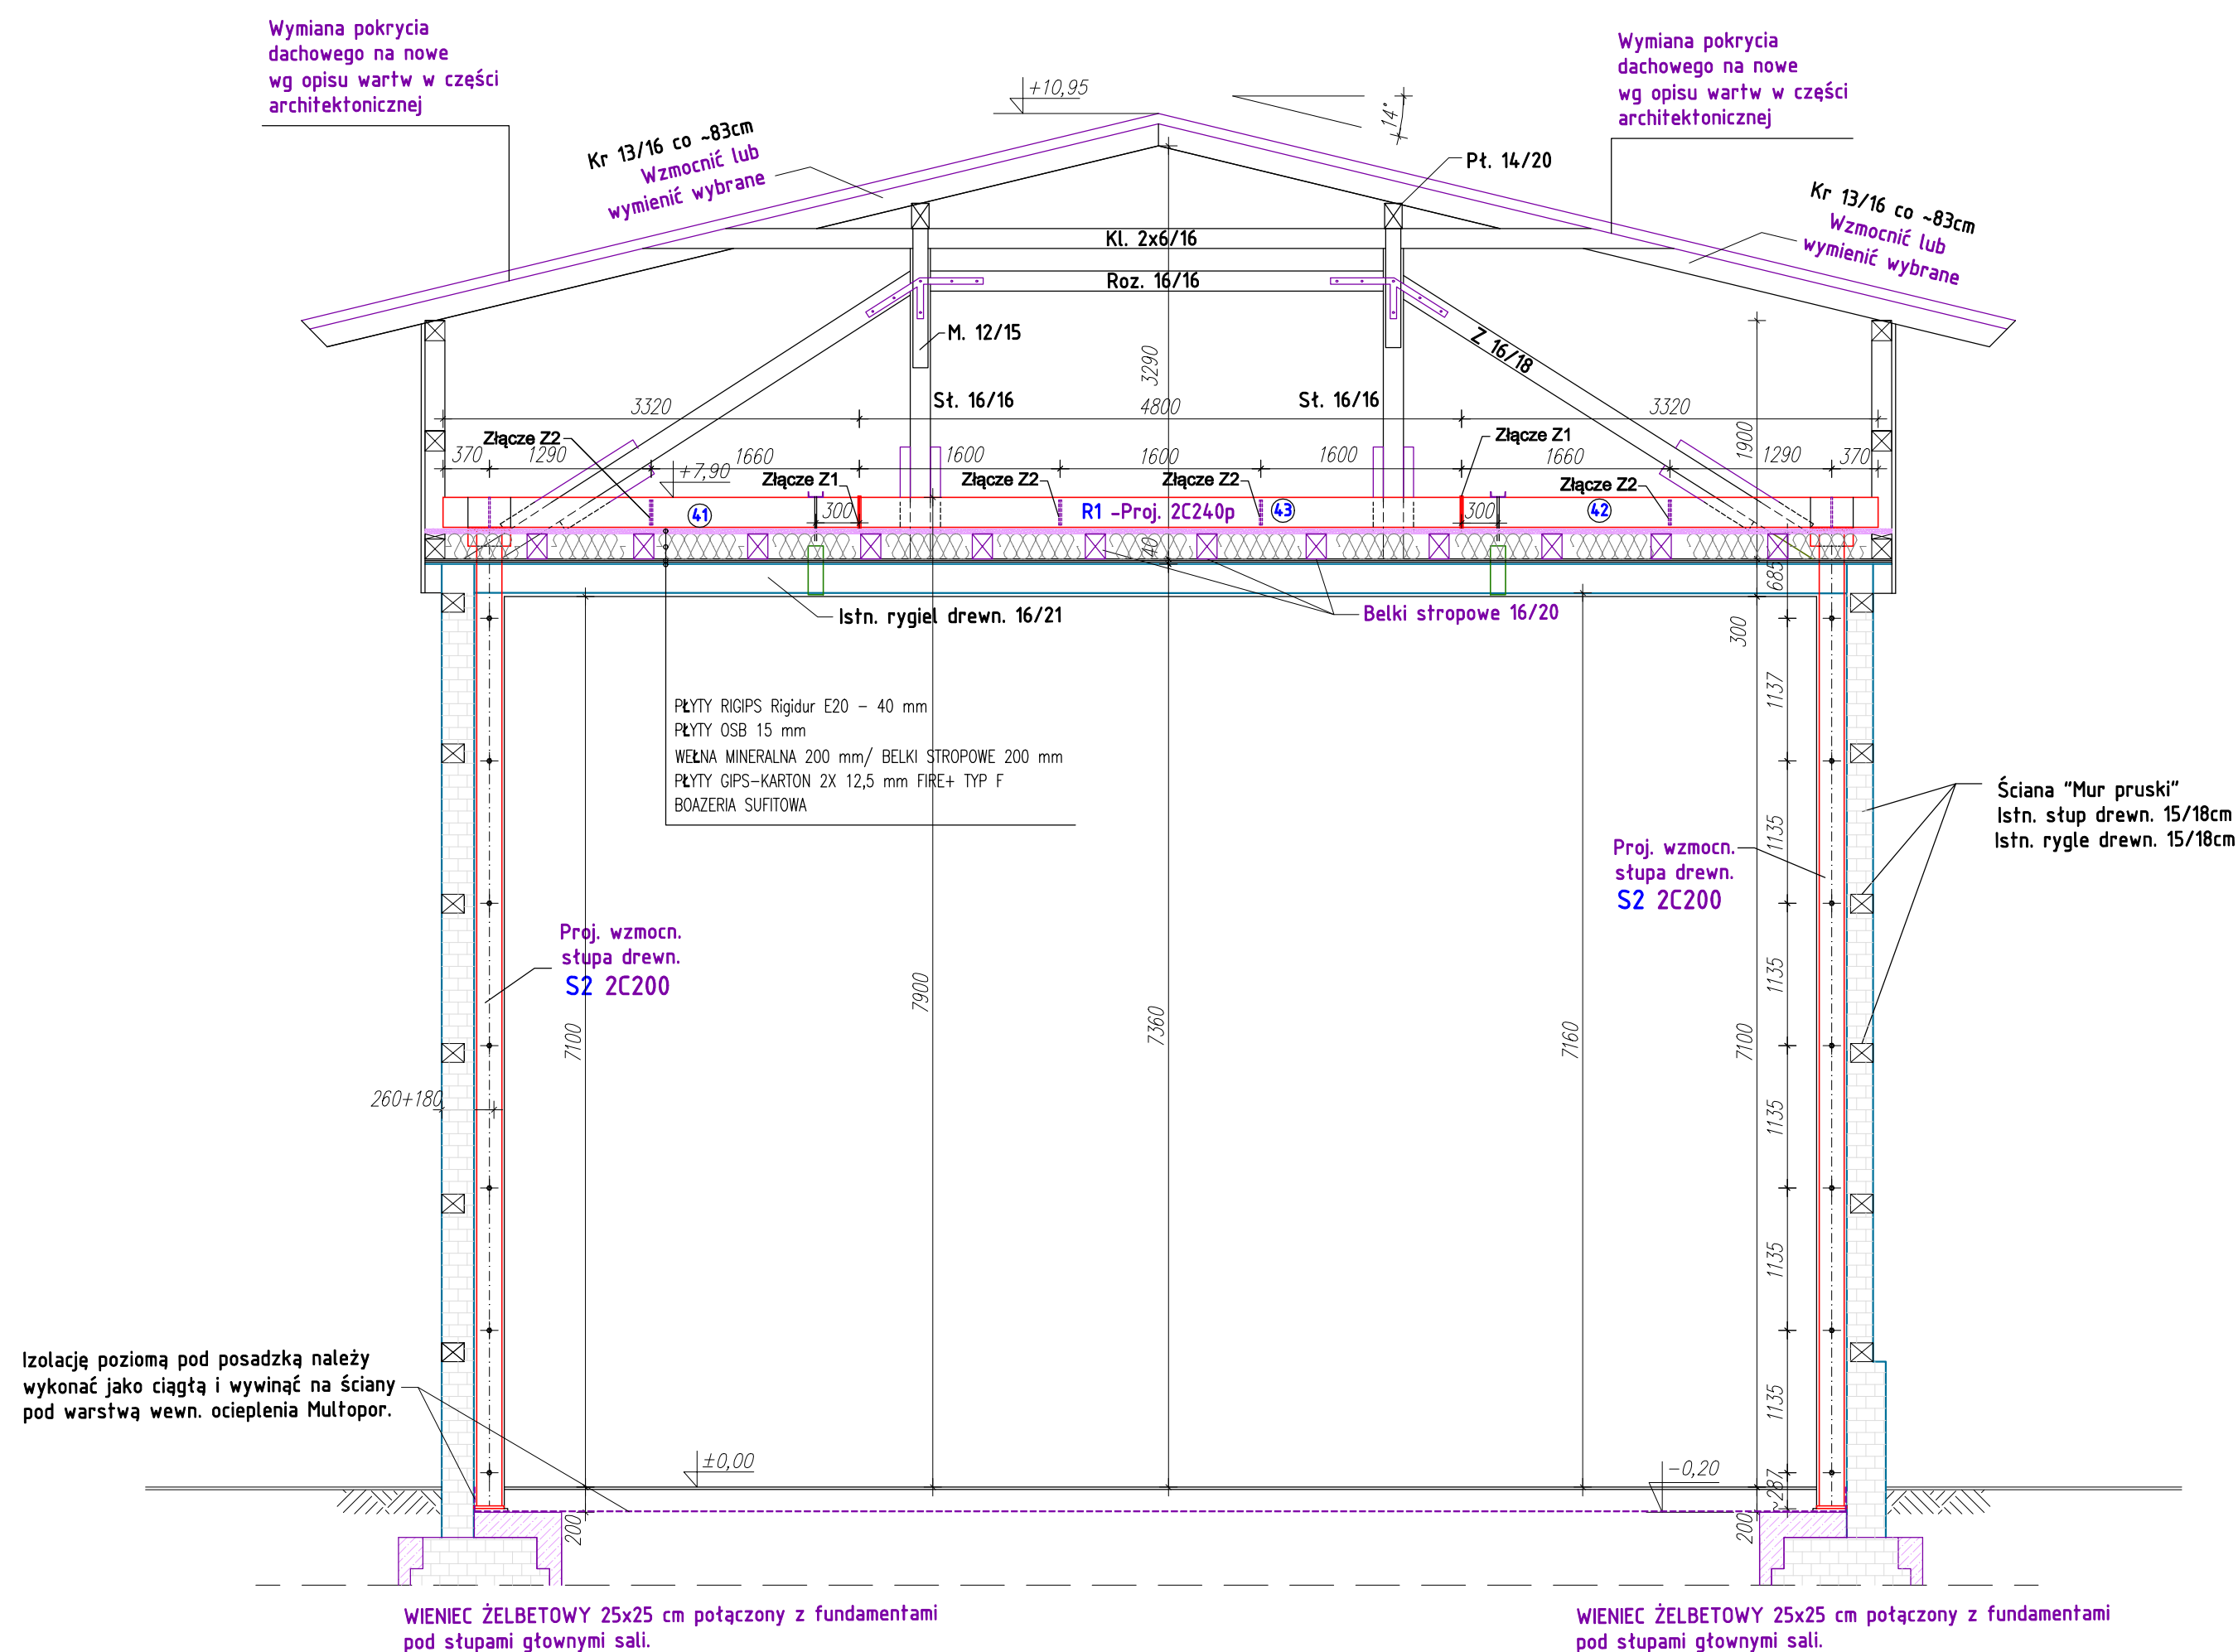 Wymiana pokrycia
dachowego na nowe
wg opisu wartw w części
architektonicznej
Wymiana pokrycia
dachowego na nowe
wg opisu wartw w części
architektonicznej
+10,95
14°
Kr 13/16 co ~83cm
Wzmocnić lub
wymienić wybrane
Pł. 14/20
Kr 13/16 co ~83cm
Wzmocnić lub
wymienić wybrane
Kl. 2x6/16
Roz. 16/16
M. 12/15
Z 16/18
3290
Sł. 16/16
Sł. 16/16
3320
4800
3320
1900
Złącze Z2
Złącze Z1
370
1290
1660
1600
1600
1600
1660
1290
370
+7,90
Złącze Z1
Złącze Z2
Złącze Z2
Złącze Z2
41
300
R1 -Proj. 2C240p
43
300
42
40
685
Istn. rygiel drewn. 16/21
Belki stropowe 16/20
300
PŁYTY RIGIPS Rigidur E20 - 40 mm
PŁYTY OSB 15 mm
WEŁNA MINERALNA 200 mm/ BELKI STROPOWE 200 mm
PŁYTY GIPS-KARTON 2X 12,5 mm FIRE+ TYP F
BOAZERIA SUFITOWA
1137
Ściana "Mur pruski"
Istn. słup drewn. 15/18cm
Istn. rygle drewn. 15/18cm
1135
Proj. wzmocn.
słupa drewn.
S2 2C200
Proj. wzmocn.
słupa drewn.
S2 2C200
1135
7100
7900
7360
7160
7100
260+180
1135
1135
Izolację poziomą pod posadzką należy
wykonać jako ciągłą i wywinąć na ściany
pod warstwą wewn. ocieplenia Multopor.
1135
±0,00
-0,20
~287
200
200
WIENIEC ŻELBETOWY 25x25 cm połączony z fundamentami
pod słupami głownymi sali.
WIENIEC ŻELBETOWY 25x25 cm połączony z fundamentami
pod słupami głownymi sali.